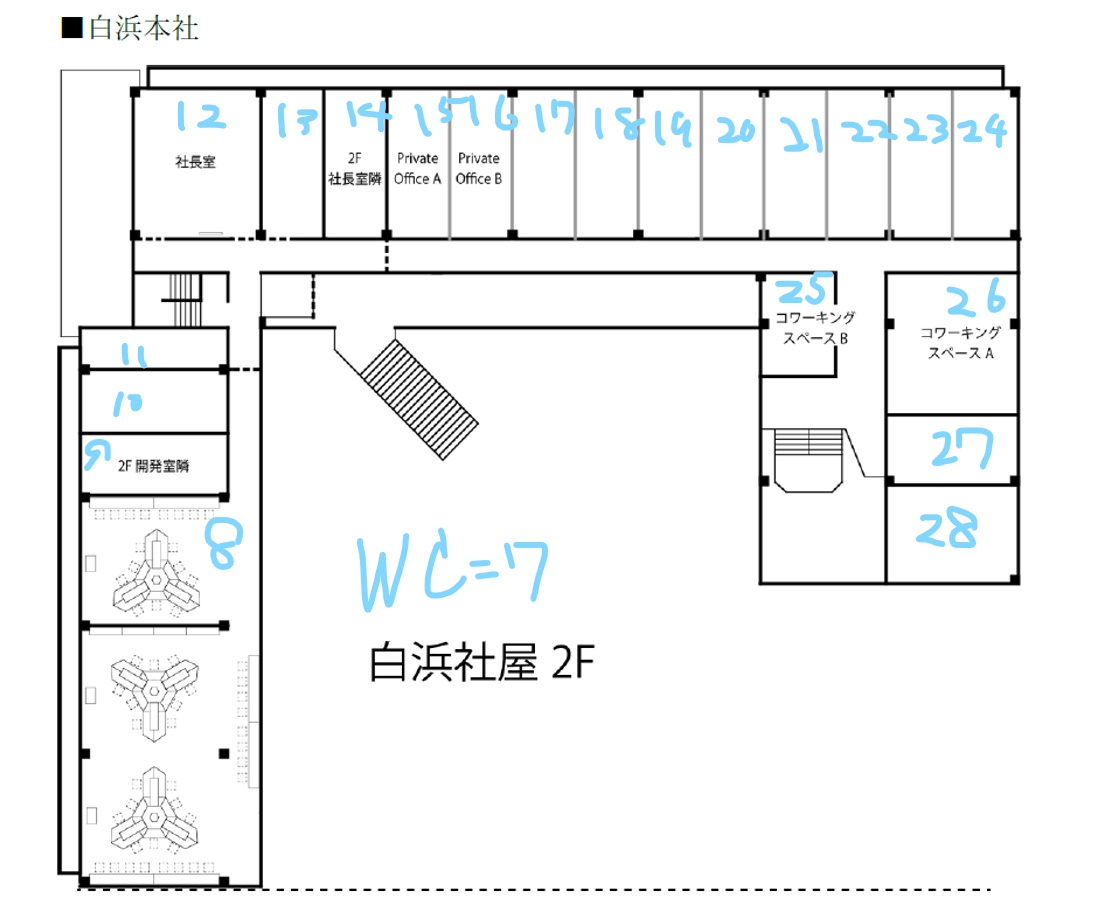 ■白浜本社
12 13 14 15 16 17 18 19 20 21 22 23 24
社長室
2F
社長室隣
Private
Office A
Private
Office B
25
コワーキング
スペース B
26
コワーキング
スペース A
11
10
9
2F 開発室隣
27
8
28
WC=7
白浜社屋 2F